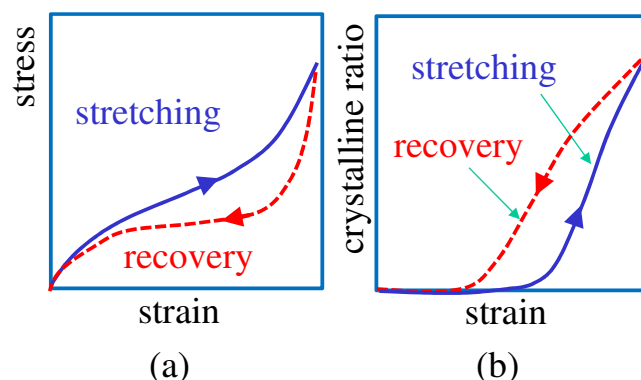 stress
stretching
recovery
strain
(a)
crystalline ratio
stretching
recovery
strain
(b)